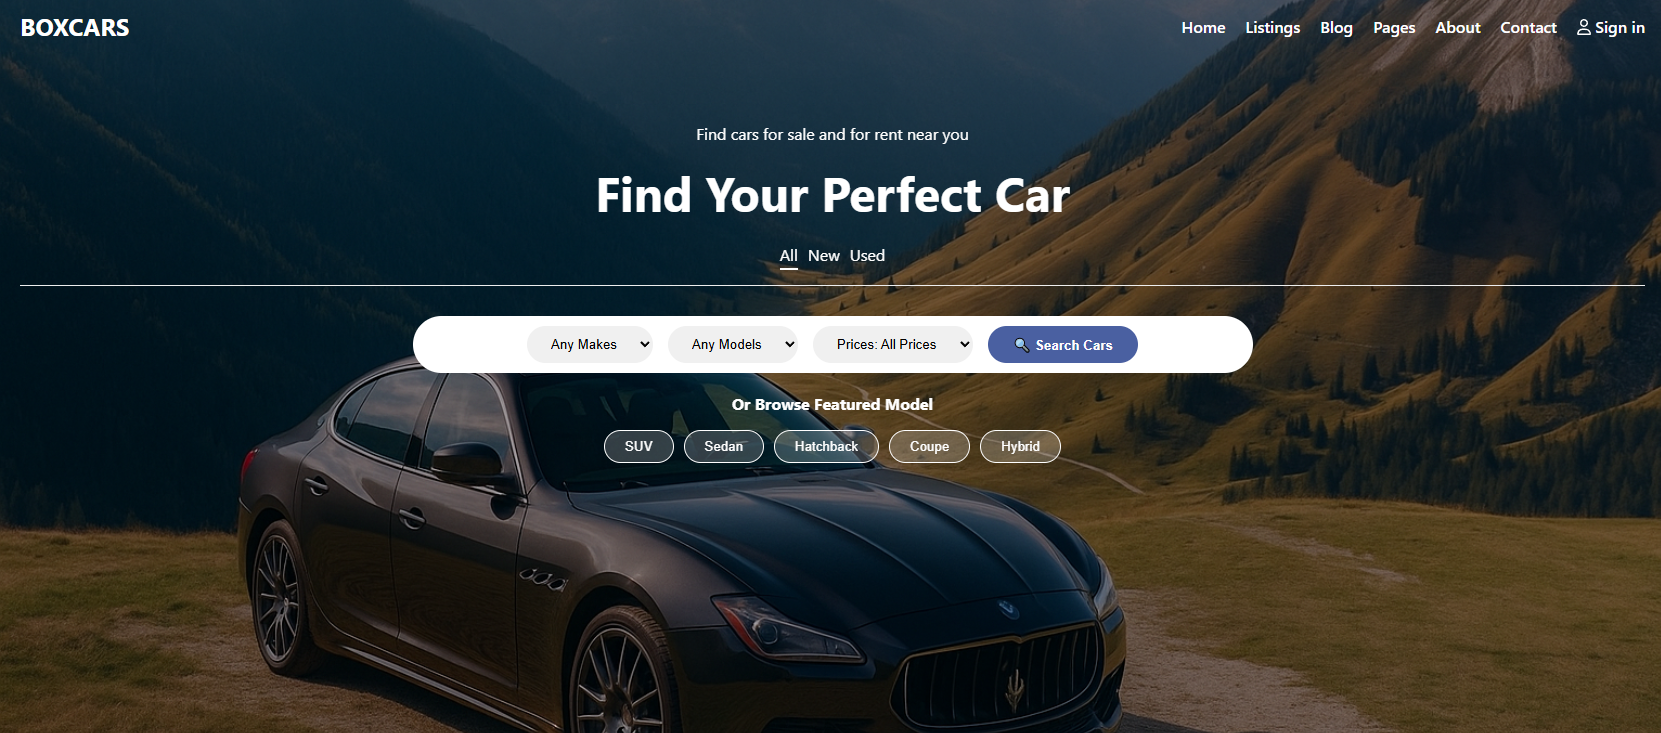 BOXCARS
Home Listings Blog Pages About Contact Sign in
Find cars for sale and for rent near you
Find Your Perfect Car
All New Used
Any Makes Any Models Prices: All Prices Search Cars
Or Browse Featured Model
SUV Sedan Hatchback Coupe Hybrid